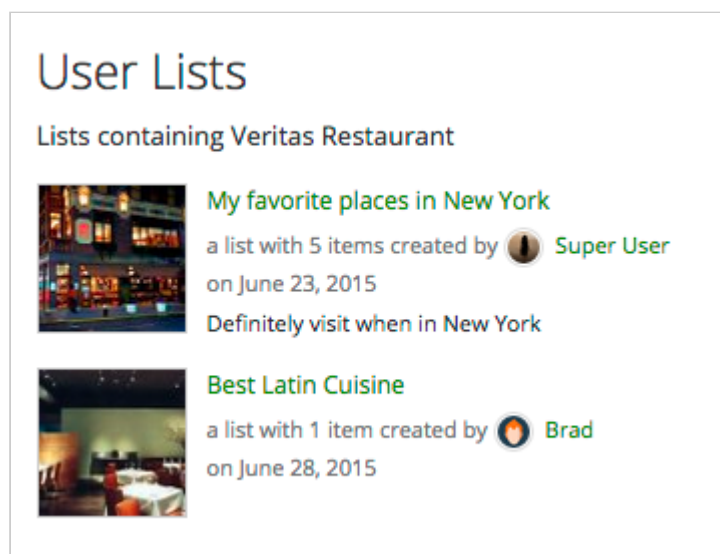 User Lists
Lists containing Veritas Restaurant
My favorite places in New York
a list with 5 items created by Super User
on June 23, 2015
Definitely visit when in New York
Best Latin Cuisine
a list with 1 item created by Brad
on June 28, 2015